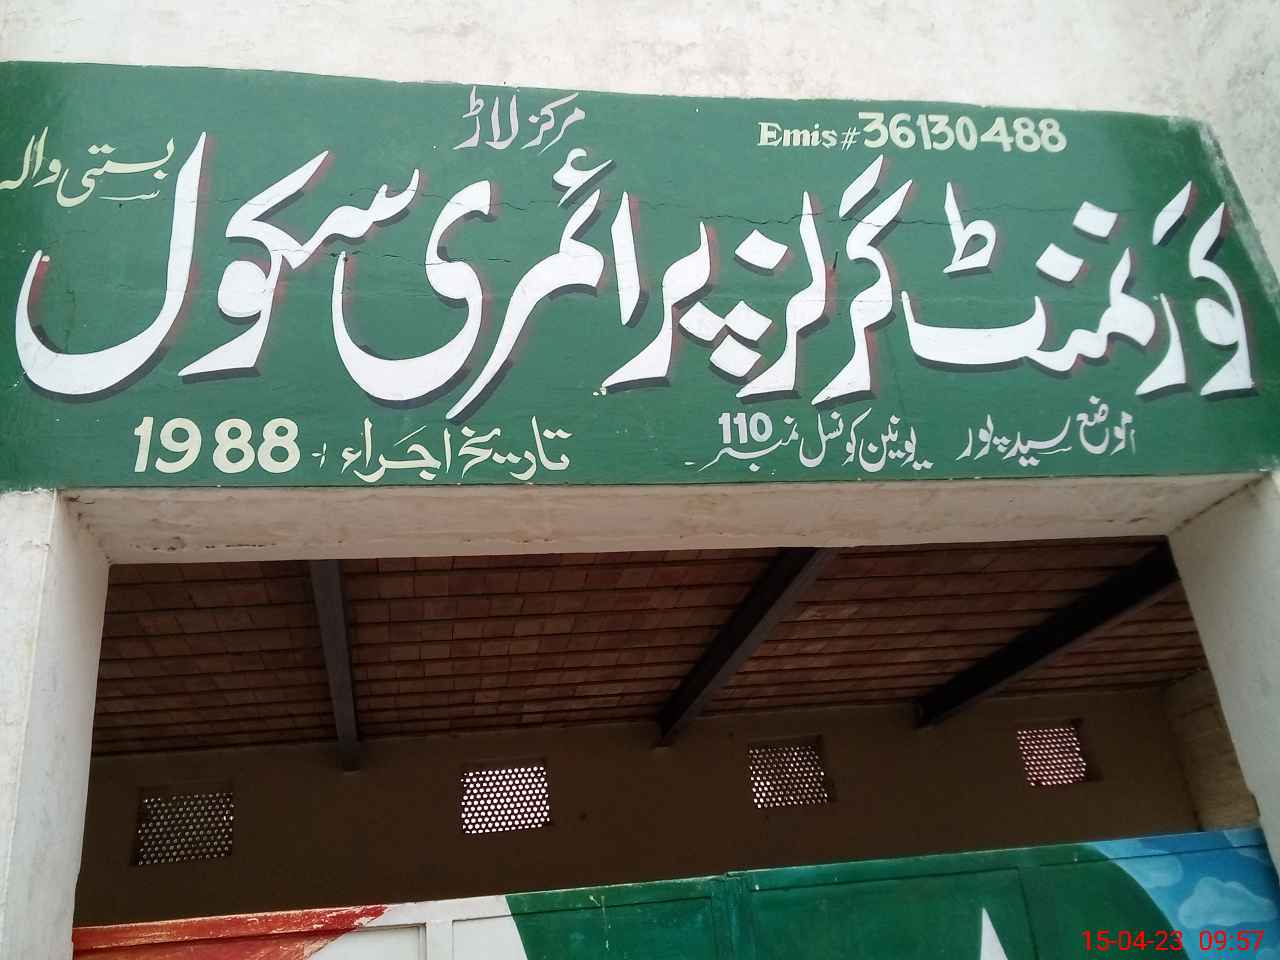 Emis # 36130488
مرکز لاڑ
بستی والہ
گورنمنٹ گرلز پرائمری سکول
موضع سید پور یونین کونسل نمبر 110
تاریخ اجراء: 1988
15-04-23 09:57